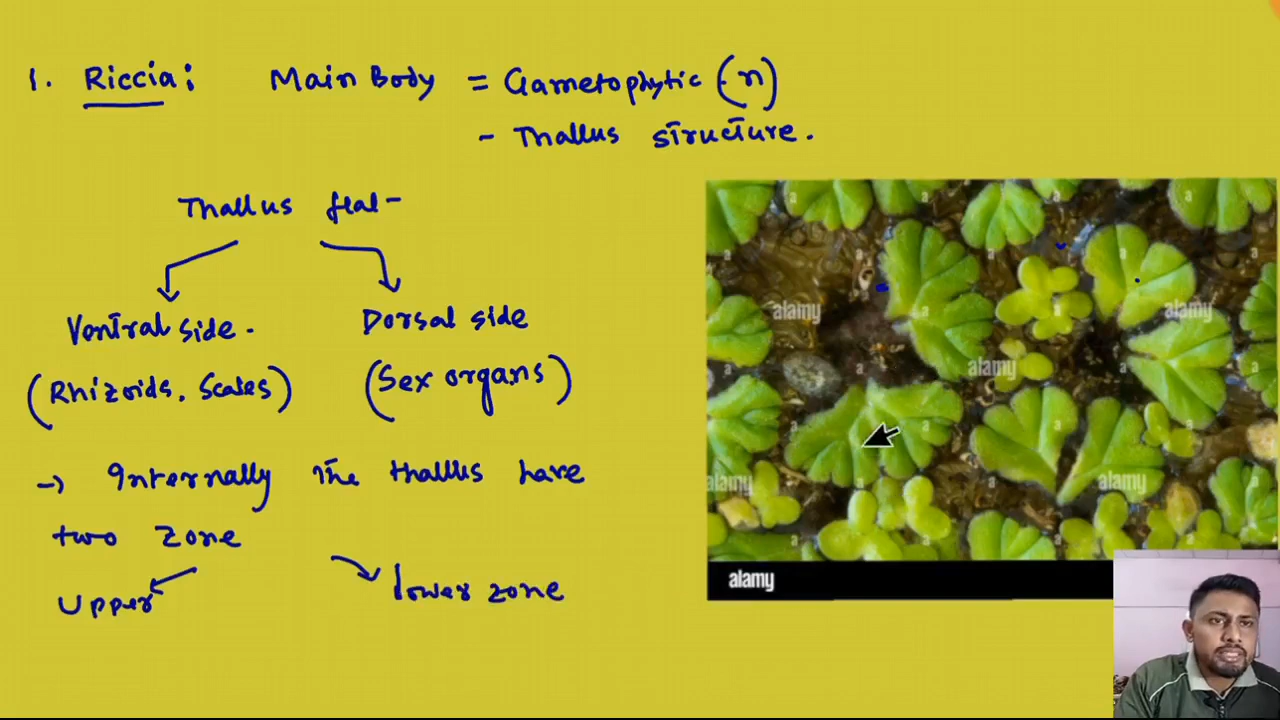 1. Riccia: Main Body = Gametophytic (n)
- Thallus structure.
Thallus flat -
Ventral side. Dorsal side
(Rhizoids, Scales) (Sex organs)
→ Internally the thallus have
two zone
Upper lower zone
alamy
alamy
alamy
alamy
alamy
alamy